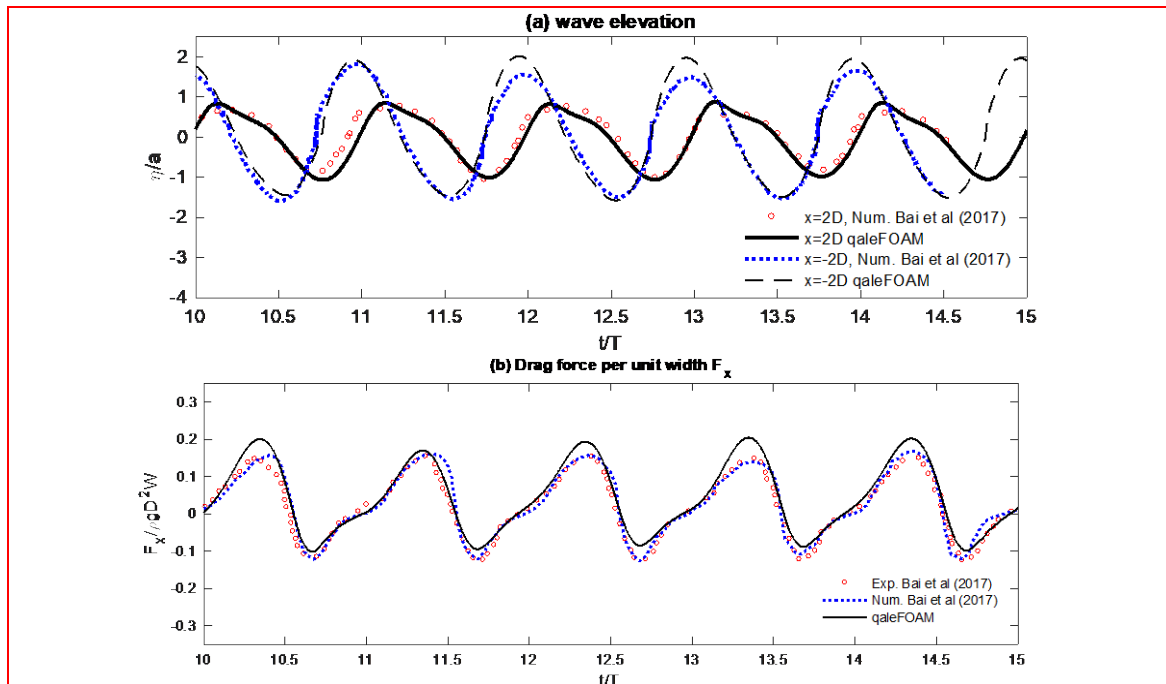 (a) wave elevation
2
1
0
-1
-2
-3
-4
η/a
10
10.5
11
11.5
12
12.5
13
13.5
14
14.5
15
t/T
x=2D, Num. Bai et al (2017)
x=2D qaleFOAM
x=-2D, Num. Bai et al (2017)
x=-2D qaleFOAM
(b) Drag force per unit width Fx
0.3
0.2
0.1
0
-0.1
-0.2
-0.3
Fx/ρgD²W
10
10.5
11
11.5
12
12.5
13
13.5
14
14.5
15
t/T
Exp. Bai et al (2017)
Num. Bai et al (2017)
qaleFOAM